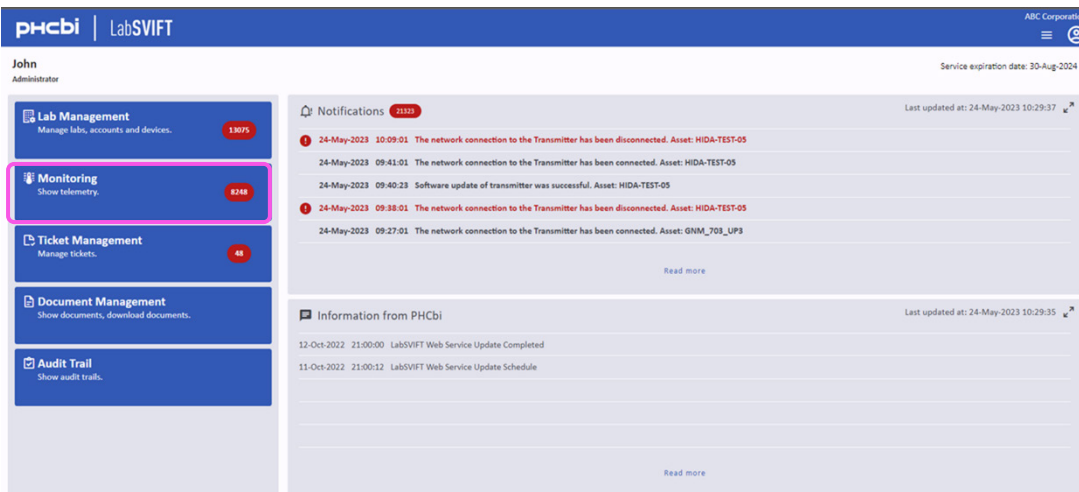 PHCbi | LabSVIFT
ABC Corporati
John
Administrator
Service expiration date: 30-Aug-2024
Lab Management
Manage labs, accounts and devices.
13075
Monitoring
Show telemetry.
8248
Ticket Management
Manage tickets.
48
Document Management
Show documents, download documents.
Audit Trail
Show audit trails.
Notifications 21323
Last updated at: 24-May-2023 10:29:37
24-May-2023 10:09:01 The network connection to the Transmitter has been disconnected. Asset: HIDA-TEST-05
24-May-2023 09:41:01 The network connection to the Transmitter has been connected. Asset: HIDA-TEST-05
24-May-2023 09:40:23 Software update of transmitter was successful. Asset: HIDA-TEST-05
24-May-2023 09:38:01 The network connection to the Transmitter has been disconnected. Asset: HIDA-TEST-05
24-May-2023 09:27:01 The network connection to the Transmitter has been connected. Asset: GNM_703_UP3
Read more
Information from PHCbi
Last updated at: 24-May-2023 10:29:35
12-Oct-2022 21:00:00 LabSVIFT Web Service Update Completed
11-Oct-2022 21:00:12 LabSVIFT Web Service Update Schedule
Read more